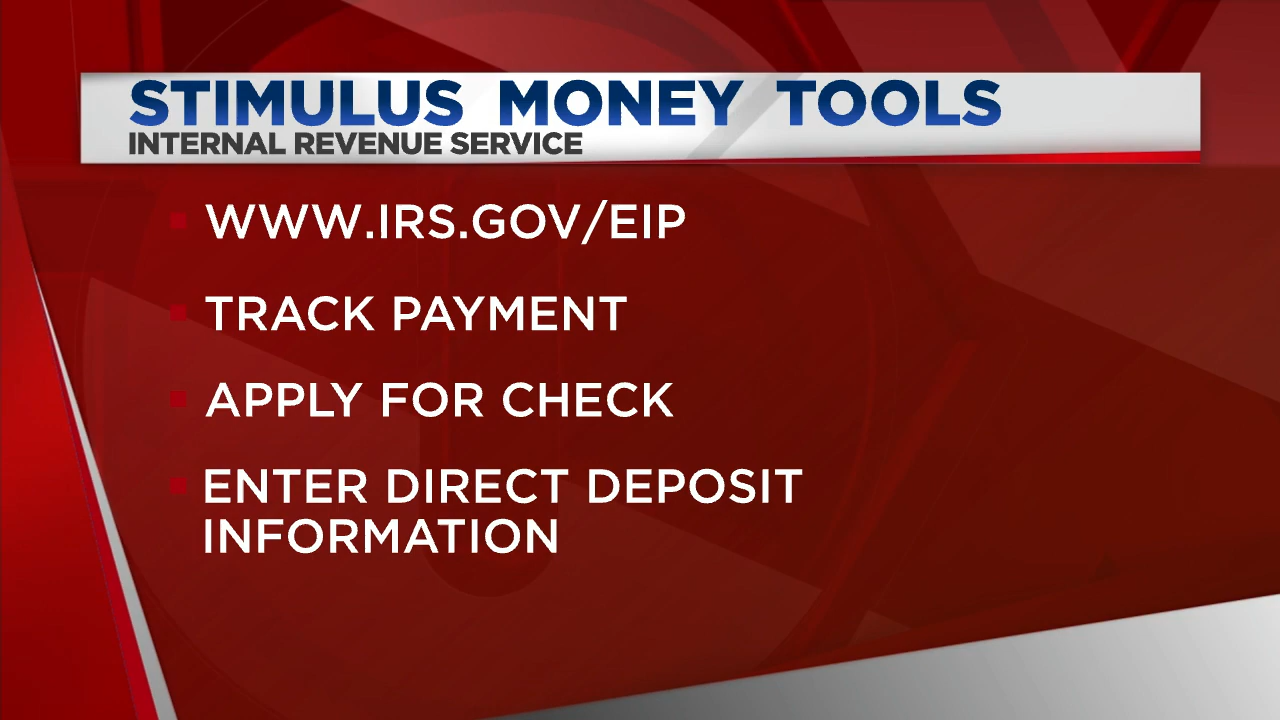 STIMULUS MONEY TOOLS
INTERNAL REVENUE SERVICE
WWW.IRS.GOV/EIP
TRACK PAYMENT
APPLY FOR CHECK
ENTER DIRECT DEPOSIT
INFORMATION